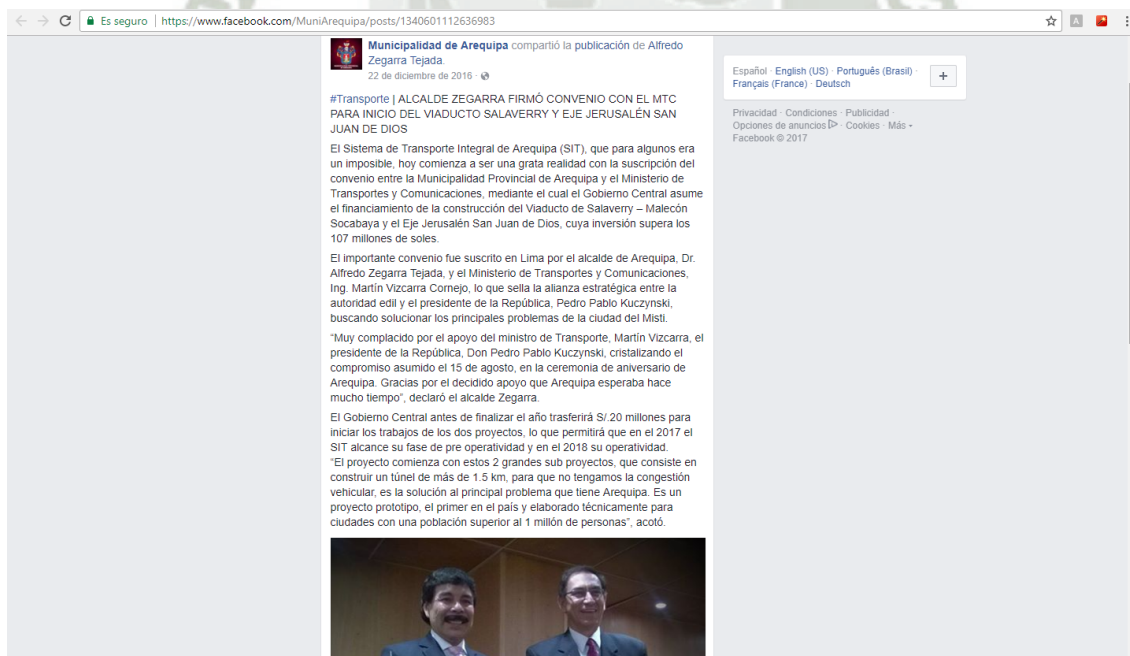 Es seguro | https://www.facebook.com/MuniArequipa/posts/1340601112636983
Municipalidad de Arequipa compartió la publicación de Alfredo
Zegarra Tejada.
22 de diciembre de 2016 ·
#Transporte | ALCALDE ZEGARRA FIRMÓ CONVENIO CON EL MTC
PARA INICIO DEL VIADUCTO SALAVERRY Y EJE JERUSALÉN SAN
JUAN DE DIOS
El Sistema de Transporte Integral de Arequipa (SIT), que para algunos era
un imposible, hoy comienza a ser una grata realidad con la suscripción del
convenio entre la Municipalidad Provincial de Arequipa y el Ministerio de
Transportes y Comunicaciones, mediante el cual el Gobierno Central asume
el financiamiento de la construcción del Viaducto de Salaverry – Malecón
Socabaya y el Eje Jerusalén San Juan de Dios, cuya inversión supera los
107 millones de soles.
El importante convenio fue suscrito en Lima por el alcalde de Arequipa, Dr.
Alfredo Zegarra Tejada, y el Ministerio de Transportes y Comunicaciones,
Ing. Martín Vizcarra Cornejo, lo que sella la alianza estratégica entre la
autoridad edil y el presidente de la República, Pedro Pablo Kuczynski,
buscando solucionar los principales problemas de la ciudad del Misti.
“Muy complacido por el apoyo del ministro de Transporte, Martín Vizcarra, el
presidente de la República, Don Pedro Pablo Kuczynski, cristalizando el
compromiso asumido el 15 de agosto, en la ceremonia de aniversario de
Arequipa. Gracias por el decidido apoyo que Arequipa esperaba hace
mucho tiempo”, declaró el alcalde Zegarra.
El Gobierno Central antes de finalizar el año trasferirá S/.20 millones para
iniciar los trabajos de los dos proyectos, lo que permitirá que en el 2017 el
SIT alcance su fase de pre operatividad y en el 2018 su operatividad.
“El proyecto comienza con estos 2 grandes sub proyectos, que consiste en
construir un túnel de más de 1.5 km, para que no tengamos la congestión
vehicular, es la solución al principal problema que tiene Arequipa. Es un
proyecto prototipo, el primer en el país y elaborado técnicamente para
ciudades con una población superior al 1 millón de personas”, acotó.
Español · English (US) · Português (Brasil) ·
Français (France) · Deutsch
+
Privacidad · Condiciones · Publicidad ·
Opciones de anuncios · Cookies · Más
Facebook © 2017